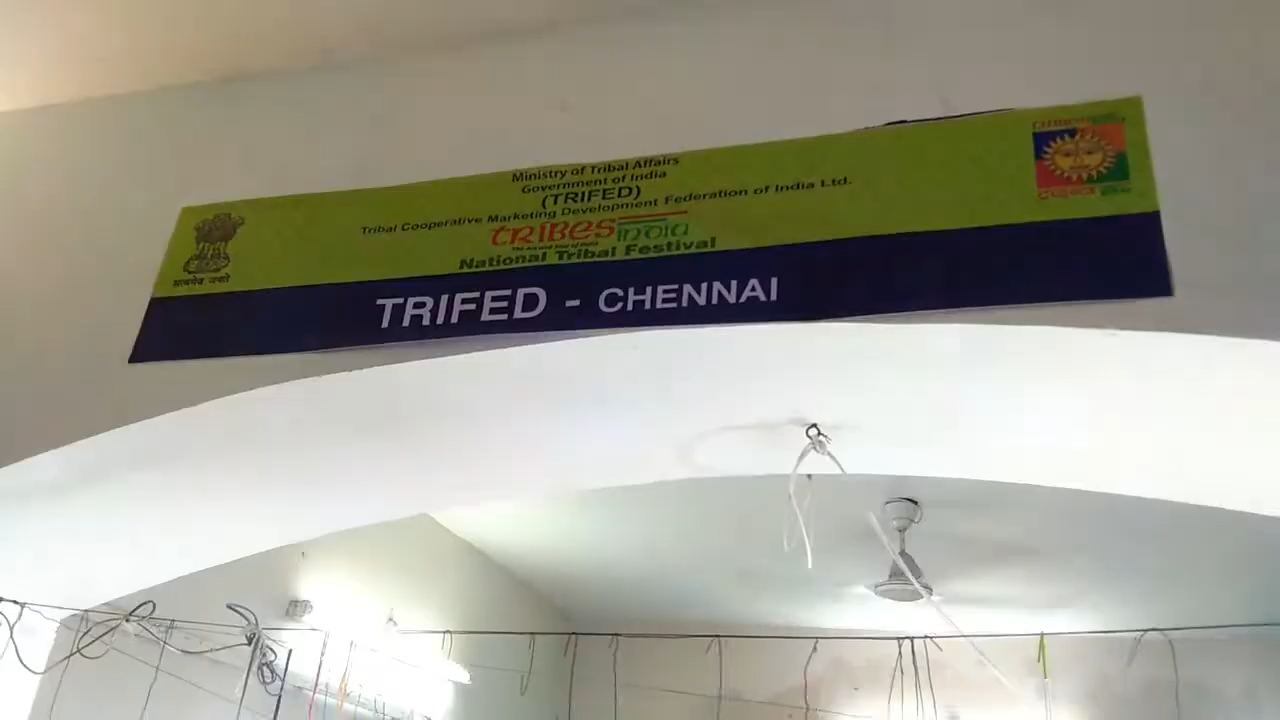 Ministry of Tribal Affairs
Government of India
(TRIFED)
Tribal Cooperative Marketing Development Federation of India Ltd.
TRIBES INDIA
National Tribal Festival
TRIFED - CHENNAI
सत्यमेव जयते